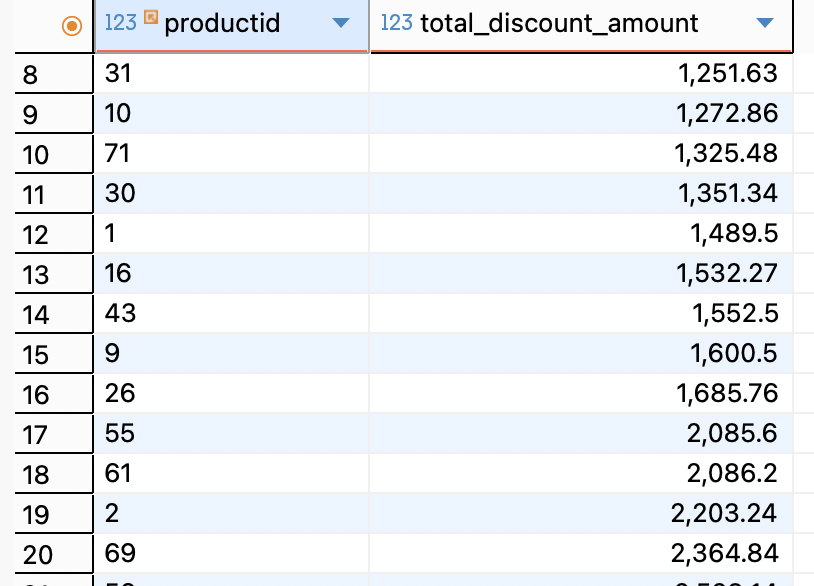 123 productid 123 total_discount_amount
8 31 1,251.63
9 10 1,272.86
10 71 1,325.48
11 30 1,351.34
12 1 1,489.5
13 16 1,532.27
14 43 1,552.5
15 9 1,600.5
16 26 1,685.76
17 55 2,085.6
18 61 2,086.2
19 2 2,203.24
20 69 2,364.84